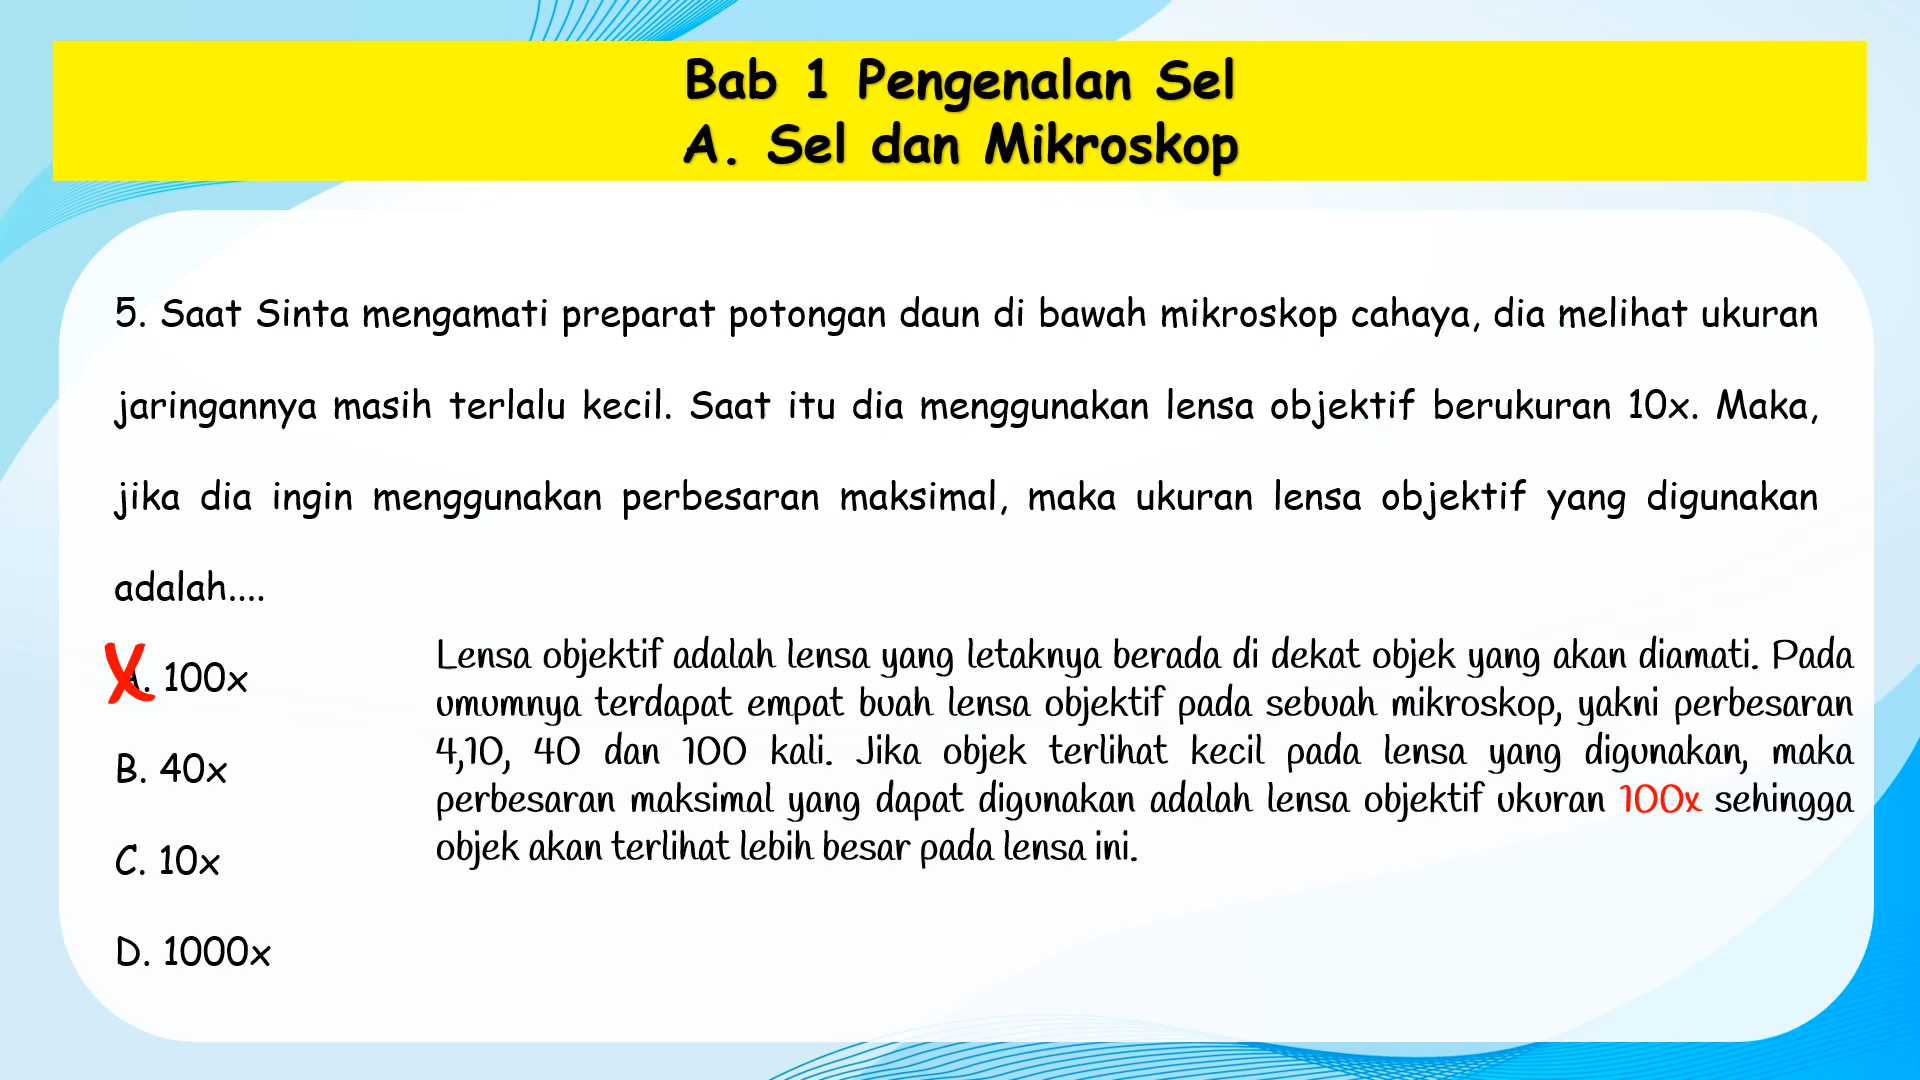 Bab 1 Pengenalan Sel
A. Sel dan Mikroskop
5. Saat Sinta mengamati preparat potongan daun di bawah mikroskop cahaya, dia melihat ukuran
jaringannya masih terlalu kecil. Saat itu dia menggunakan lensa objektif berukuran 10x. Maka,
jika dia ingin menggunakan perbesaran maksimal, maka ukuran lensa objektif yang digunakan
adalah....
A. 100x
B. 40x
C. 10x
D. 1000x
Lensa objektif adalah lensa yang letaknya berada di dekat objek yang akan diamati. Pada
umumnya terdapat empat buah lensa objektif pada sebuah mikroskop, yakni perbesaran
4,10, 40 dan 100 kali. Jika objek terlihat kecil pada lensa yang digunakan, maka
perbesaran maksimal yang dapat digunakan adalah lensa objektif ukuran 100x sehingga
objek akan terlihat lebih besar pada lensa ini.